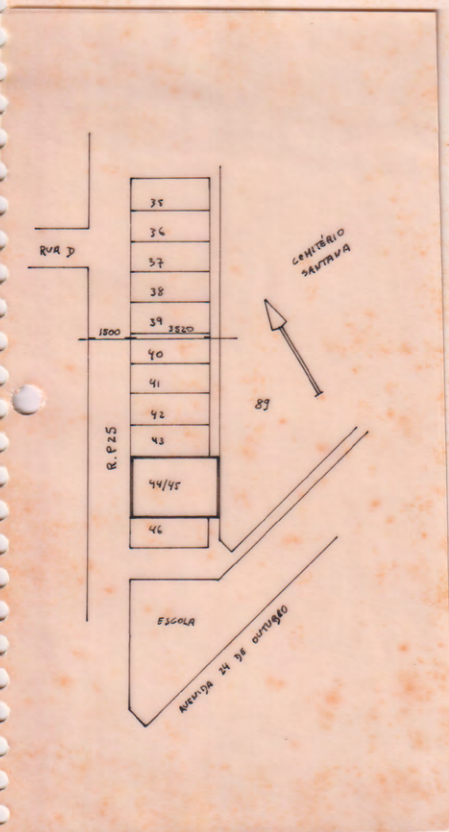 35
36
RUA D
CEMITÉRIO
SANTANA
37
38
39
1500
3520
40
41
89
42
43
R. P25
44/45
46
ESCOLA
AVENIDA 24 DE OUTUBRO